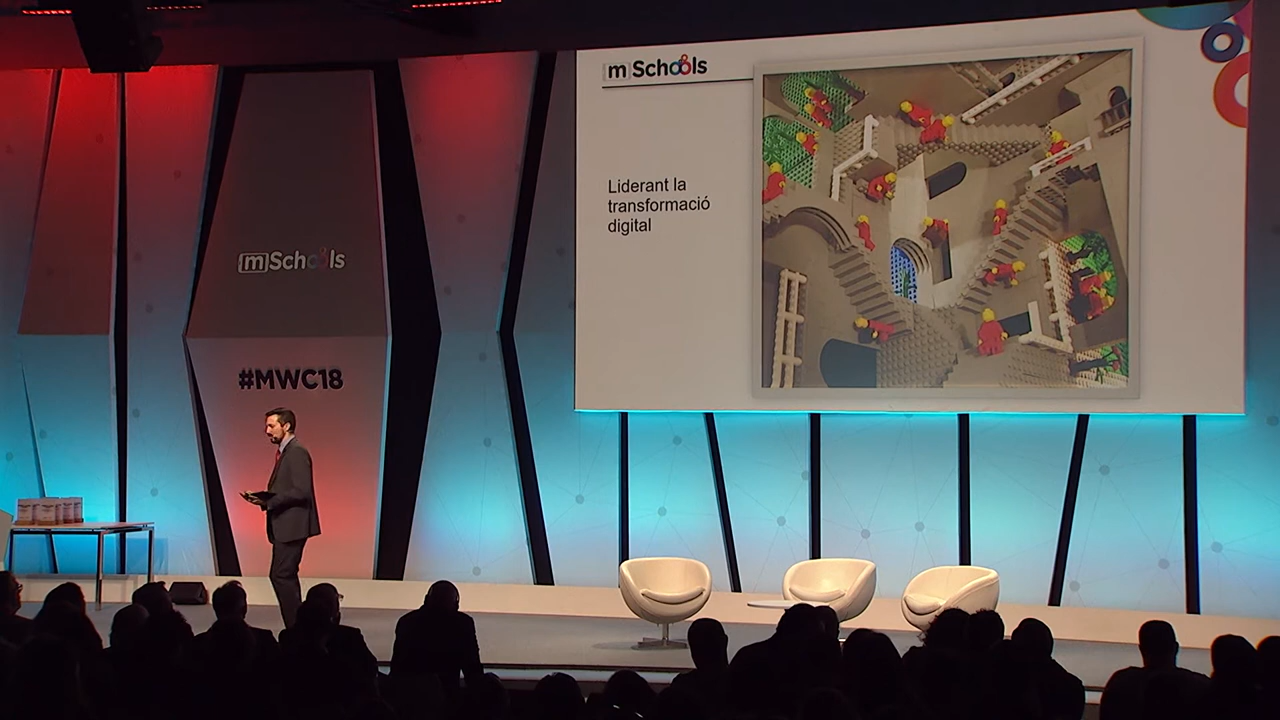 mSchools
Liderant la
transformació
digital
mSchools
#MWC18